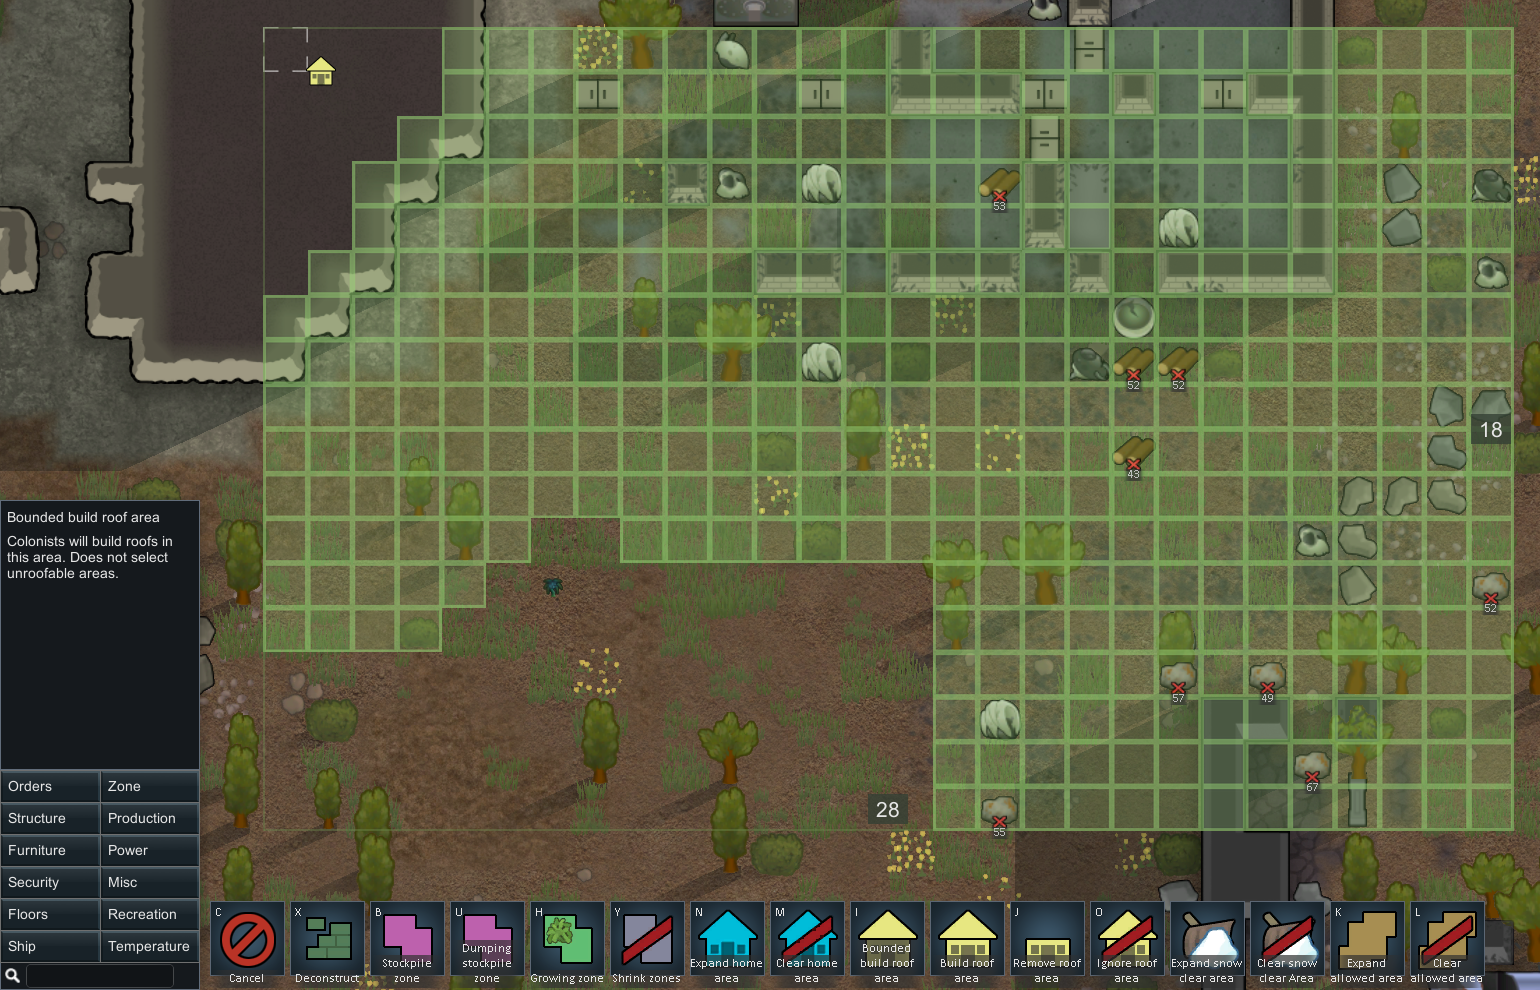 53
52
52
43
18
Bounded build roof area
Colonists will build roofs in
this area. Does not select
unroofable areas.
52
57
49
67
28
55
Orders
Zone
Structure
Production
Furniture
Power
Security
Misc
Floors
Recreation
Ship
Temperature
C
Cancel
X
Deconstruct
B
Stockpile
zone
U
Dumping
stockpile
zone
H
Growing zone
Y
Shrink zones
N
Expand home
area
M
Clear home
area
I
Bounded
build roof
area
Build roof
area
J
Remove roof
area
O
Ignore roof
area
Expand snow
clear area
Clear snow
clear Area
K
Expand
allowed area
L
Clear
allowed area